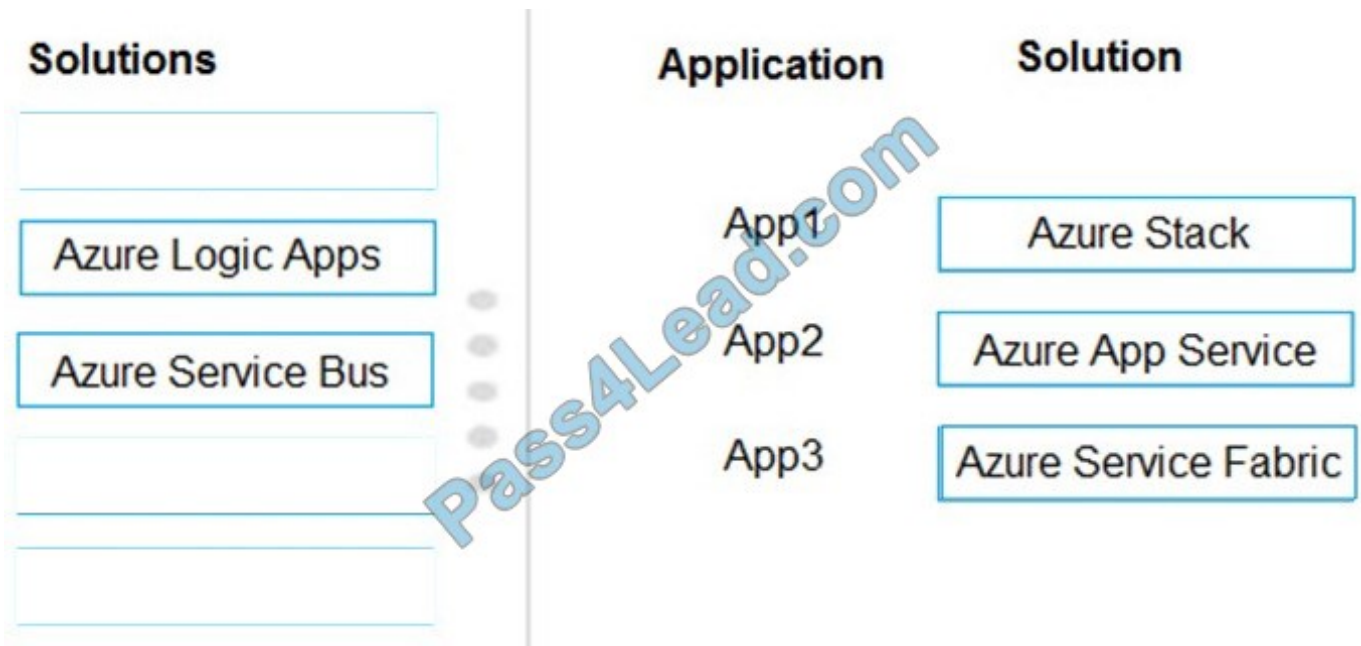 Solutions
Azure Logic Apps
Azure Service Bus
Application Solution
App1 Azure Stack
App2 Azure App Service
App3 Azure Service Fabric
Pass4Lead.com